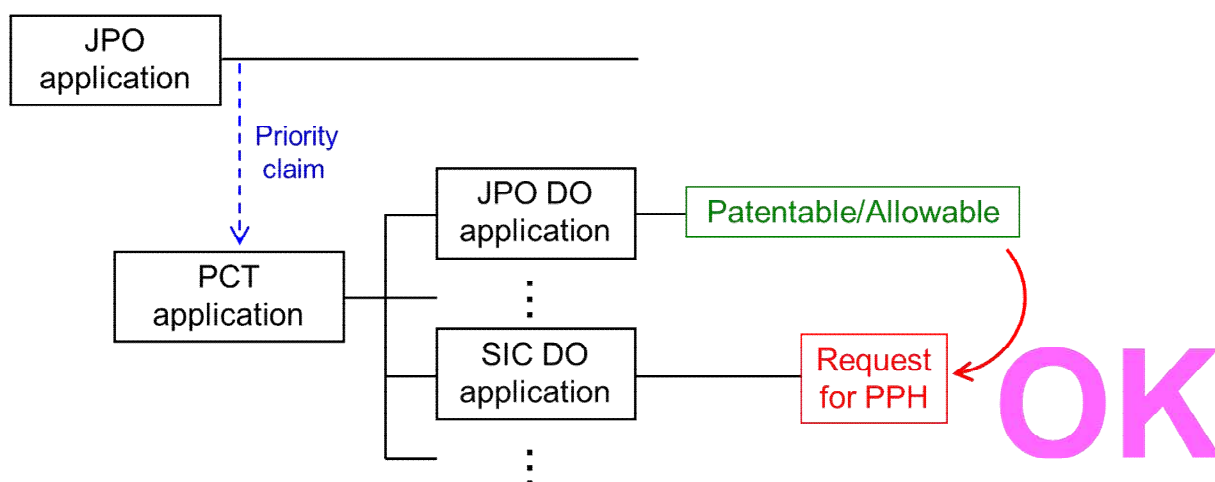 JPO
application
Priority
claim
JPO DO
application
Patentable/Allowable
PCT
application
SIC DO
application
Request
for PPH
OK